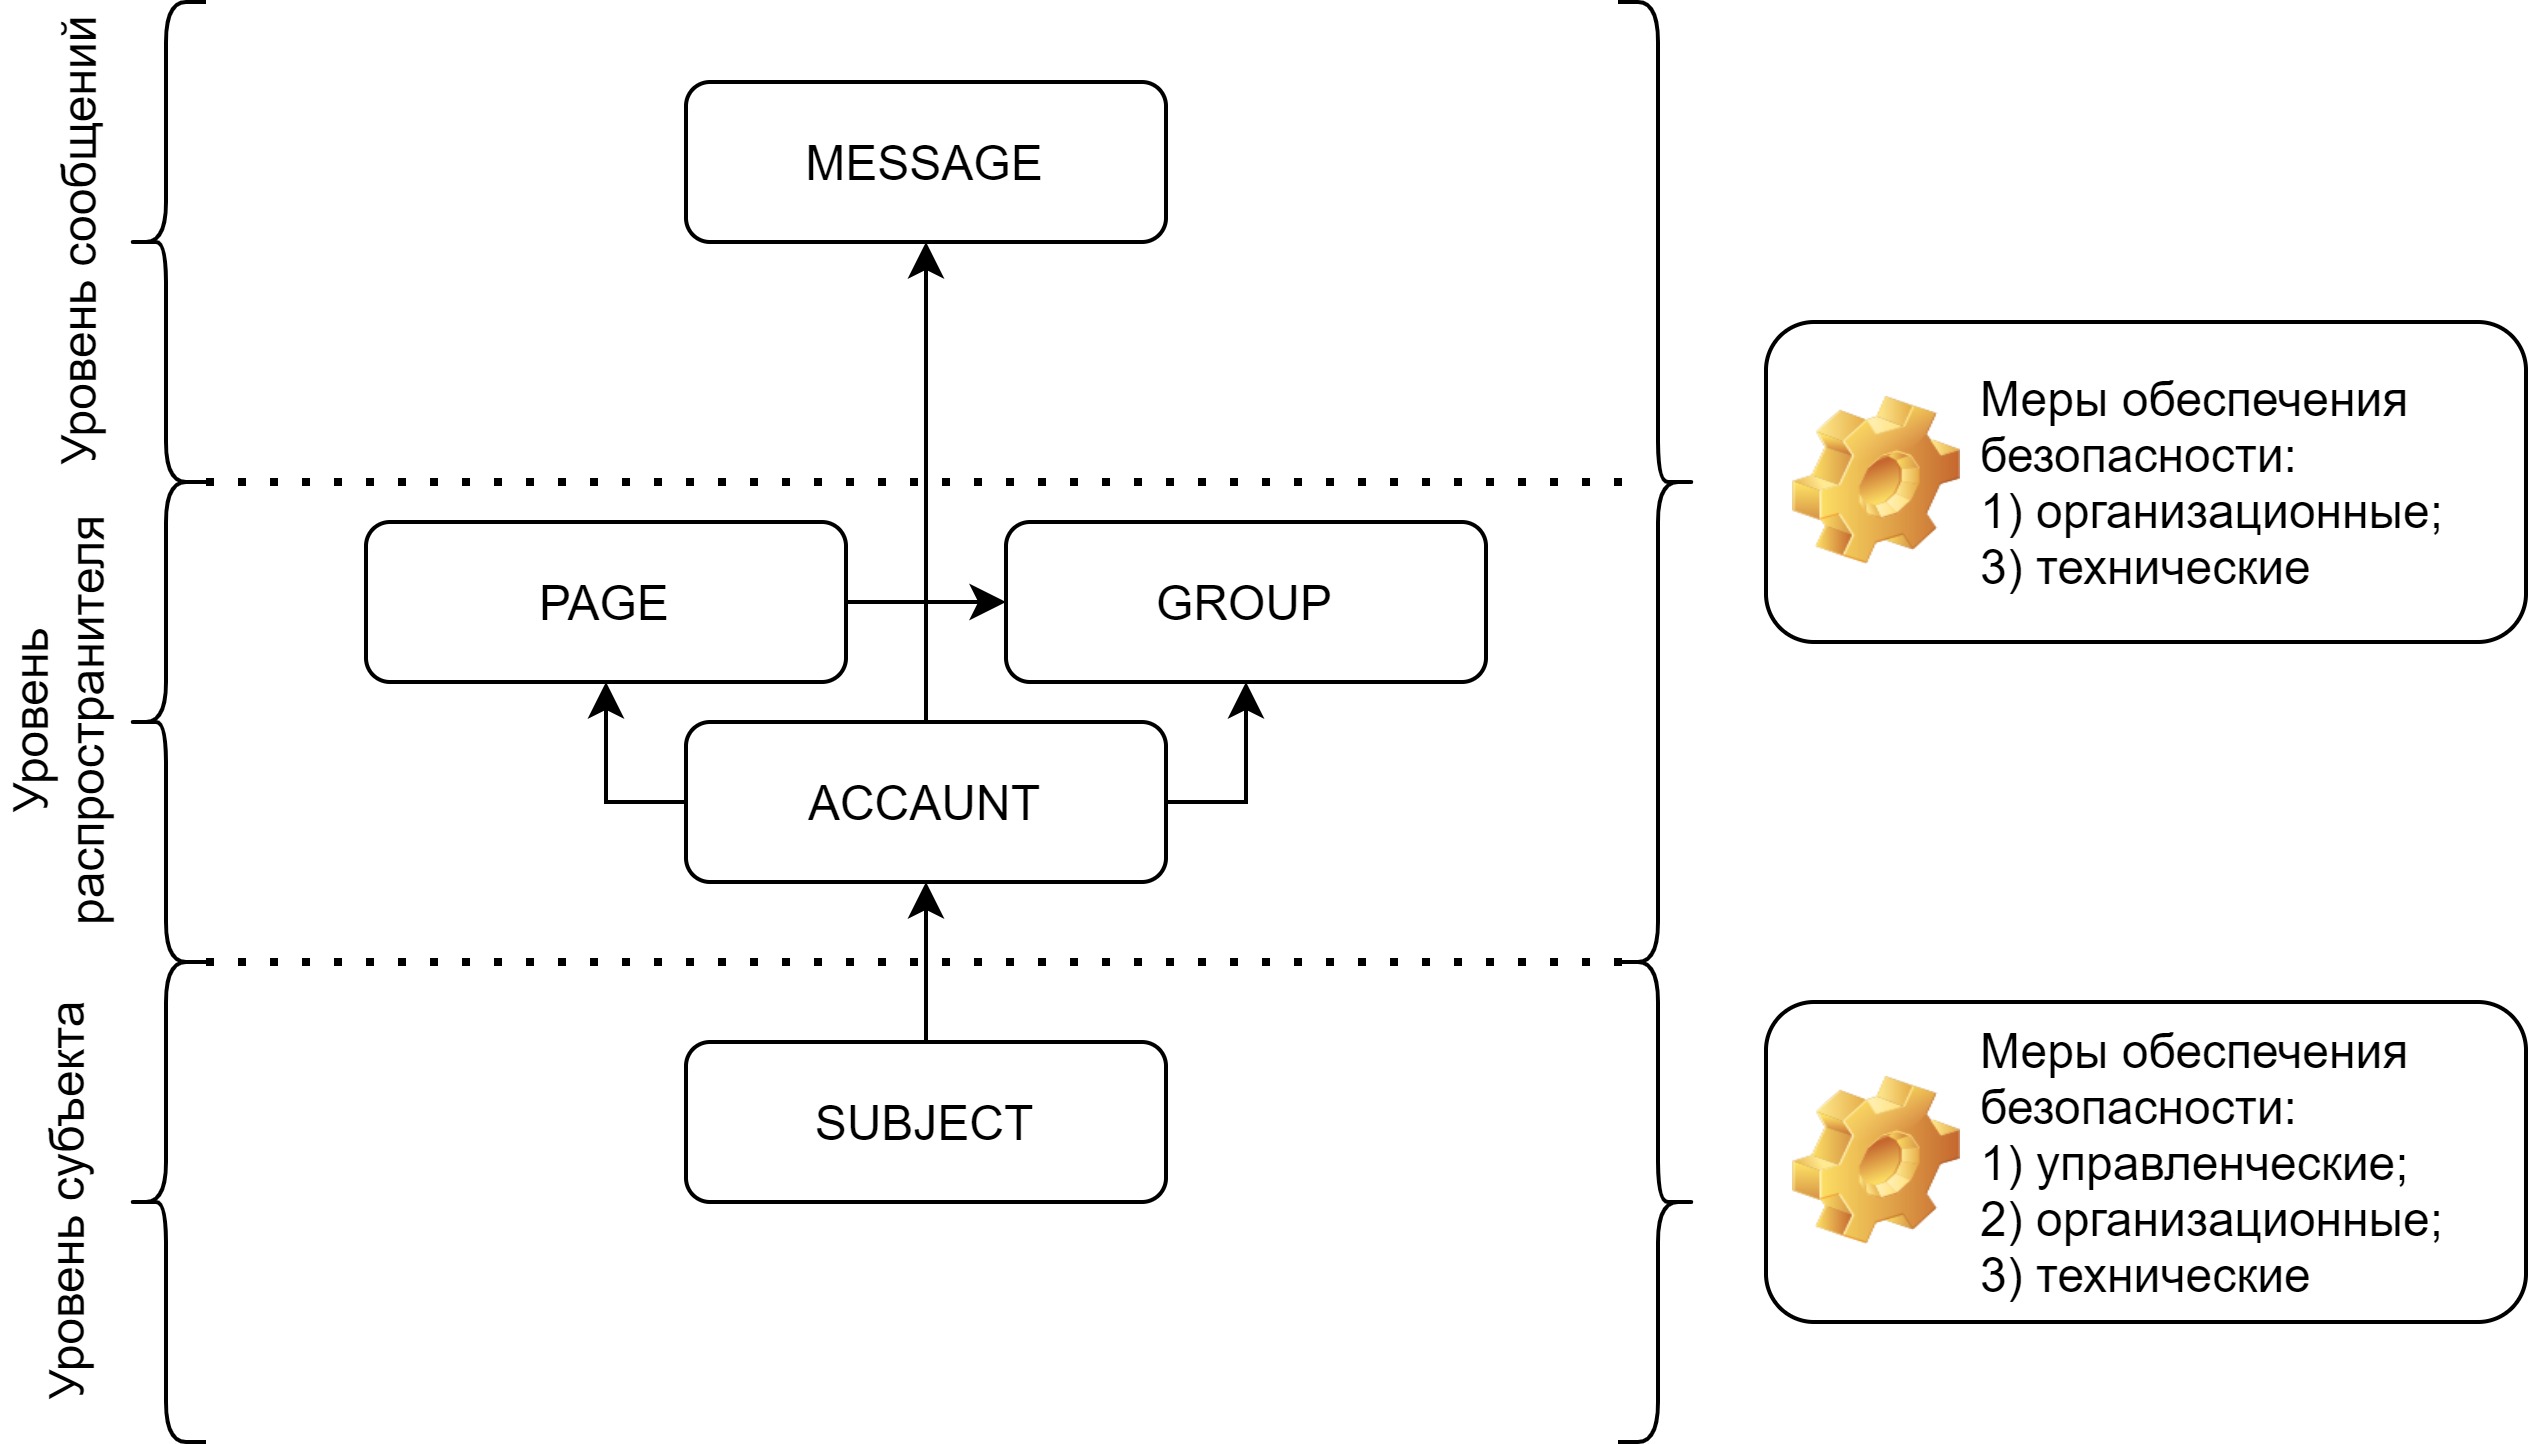 Уровень сообщений
MESSAGE
Меры обеспечения
безопасности:
1) организационные;
3) технические
Уровень
распространителя
PAGE
GROUP
ACCAUNT
Уровень субъекта
SUBJECT
Меры обеспечения
безопасности:
1) управленческие;
2) организационные;
3) технические